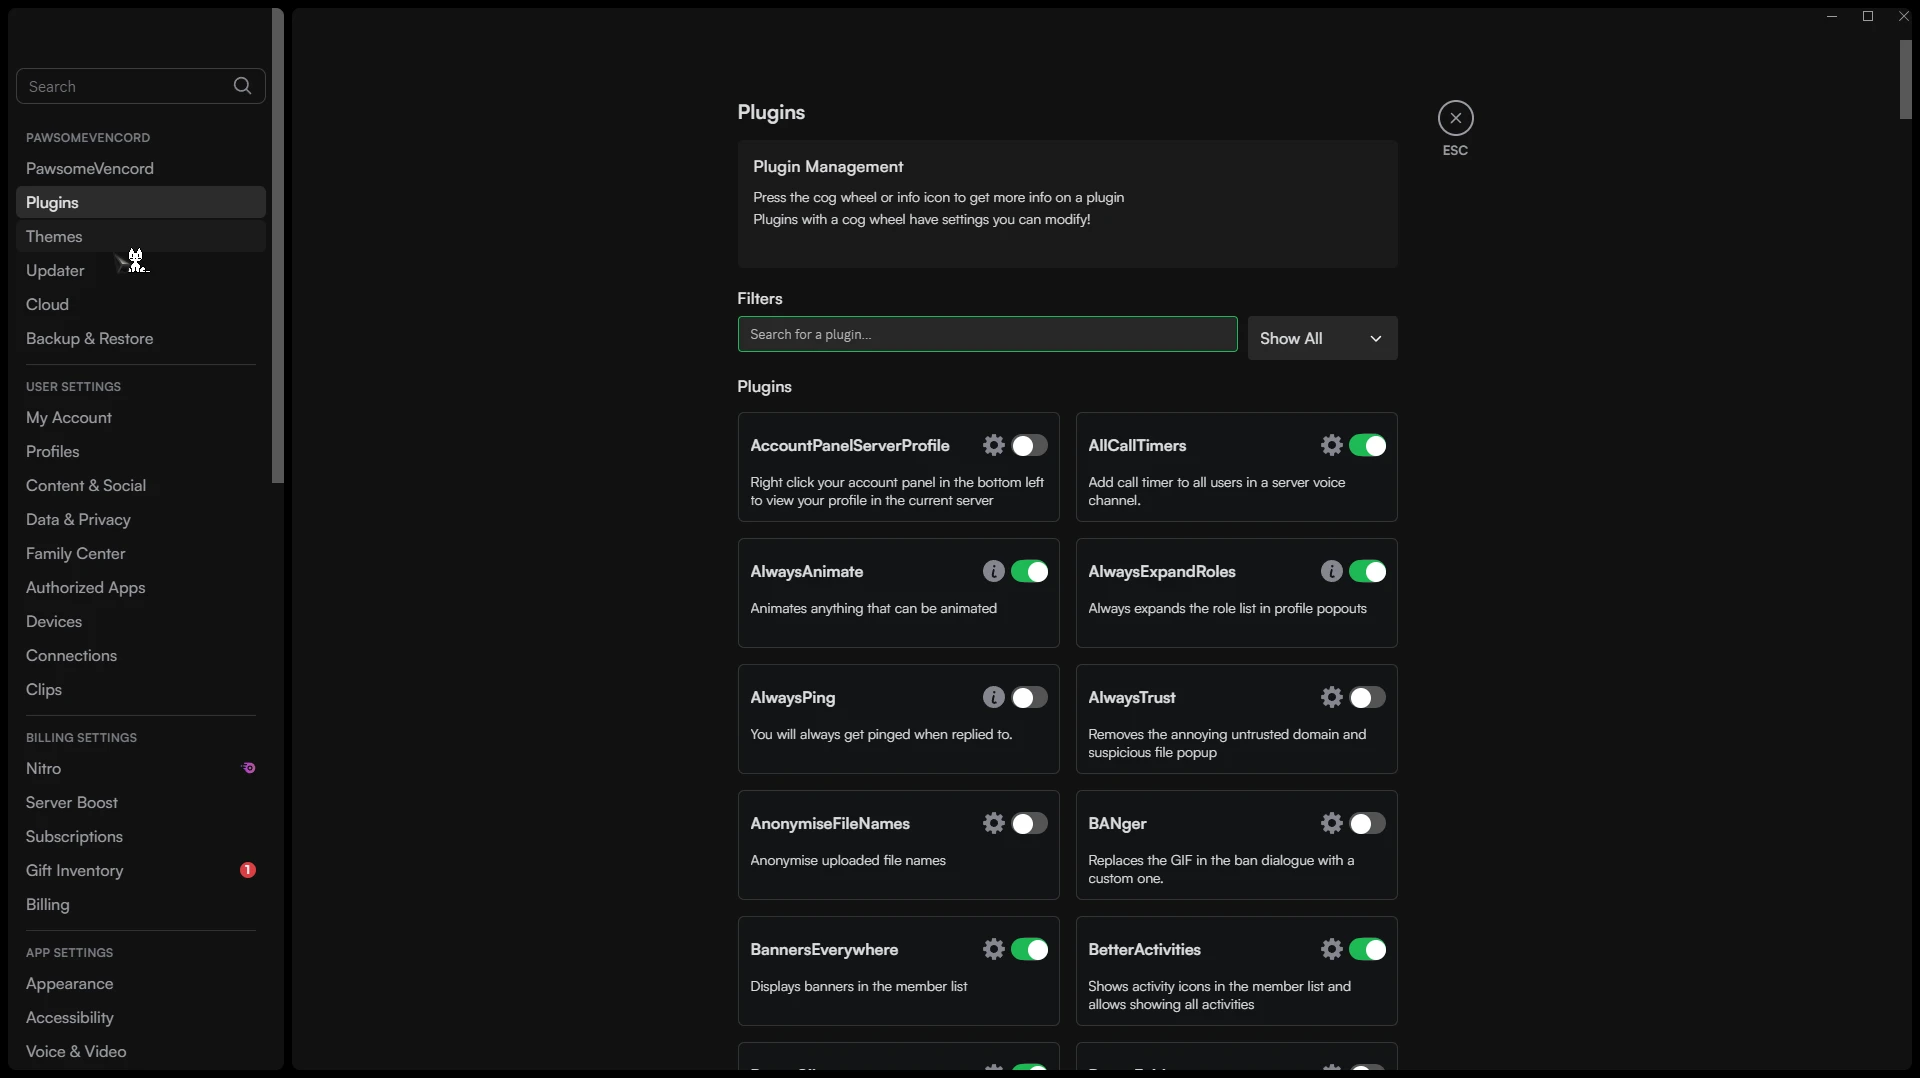 Search
PAWSOMEVENCORD
PawsomeVencord
Plugins
Themes
Updater
Cloud
Backup & Restore
USER SETTINGS
My Account
Profiles
Content & Social
Data & Privacy
Family Center
Authorized Apps
Devices
Connections
Clips
BILLING SETTINGS
Nitro
Server Boost
Subscriptions
Gift Inventory
1
Billing
APP SETTINGS
Appearance
Accessibility
Voice & Video
Plugins
ESC
Plugin Management
Press the cog wheel or info icon to get more info on a plugin
Plugins with a cog wheel have settings you can modify!
Filters
Search for a plugin...
Show All
Plugins
AccountPanelServerProfile
Right click your account panel in the bottom left
to view your profile in the current server
AllCallTimers
Add call timer to all users in a server voice
channel.
AlwaysAnimate
Animates anything that can be animated
AlwaysExpandRoles
Always expands the role list in profile popouts
AlwaysPing
You will always get pinged when replied to.
AlwaysTrust
Removes the annoying untrusted domain and
suspicious file popup
AnonymiseFileNames
Anonymise uploaded file names
BANger
Replaces the GIF in the ban dialogue with a
custom one.
BannersEverywhere
Displays banners in the member list
BetterActivities
Shows activity icons in the member list and
allows showing all activities